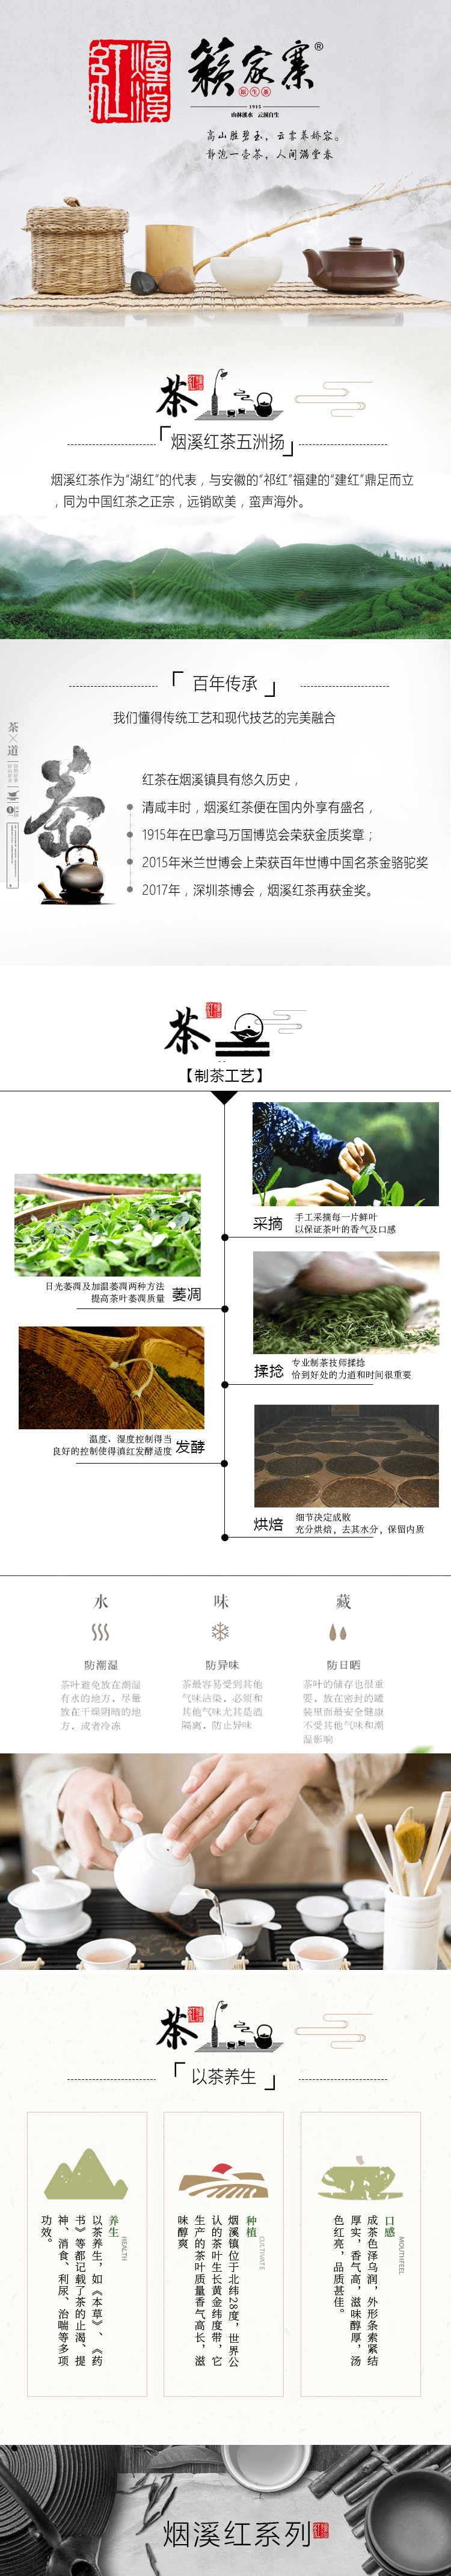 烟溪红
簌家寨®
原生茶
1915
山林溪水 云洞自生
高山胜碧玉，云雾养娇容。
静泡一壶茶，人间满堂春
茶
烟溪红茶五洲扬
烟溪红茶作为“湖红”的代表，与安徽的“祁红”福建的“建红”鼎足而立
，同为中国红茶之正宗，远销欧美，蛮声海外。
百年传承
我们懂得传统工艺和现代技艺的完美融合
茶
道
茶
红茶在烟溪镇具有悠久历史，
清咸丰时，烟溪红茶便在国内外享有盛名，
1915年在巴拿马万国博览会荣获金质奖章；
2015年米兰世博会上荣获百年世博中国名茶金骆驼奖
2017年，深圳茶博会，烟溪红茶再获金奖。
茶
【制茶工艺】
采摘
手工采摘每一片鲜叶
以保证茶叶的香气及口感
日光萎凋及加温萎凋两种方法
提高茶叶萎凋质量
萎凋
揉捻
专业制茶技师揉捻
恰到好处的力道和时间很重要
温度、湿度控制得当
良好的控制使得滇红发酵适度
发酵
烘焙
细节决定成败
充分烘焙，去其水分，保留内质
水
防潮湿
茶叶避免放在潮湿
有水的地方，尽量
放在干燥阴暗的地
方，或者冷冻
味
防异味
茶最容易受到其他
气味沾染，必须和
其他气味尤其是酒
隔离，防止异味
藏
防日晒
茶叶的储存也很重
要，放在密封的罐
装里面最安全健康
不受其他气味和潮
湿影响
茶
以茶养生
养生
HEALTH
以茶养生，如《本草》、《药
书》等都记载了茶的止渴、提
神、消食、利尿、治喘等多项
功效。
种植
CULTIVATE
烟溪镇位于北纬28度，世界公
认的茶叶生长黄金纬度带，它
生产的茶叶质量香气高长，滋
味醇爽
口感
MOUTHFEEL
成茶色泽乌润，外形条索紧结
厚实，香气高，滋味醇厚，汤
色红亮，品质甚佳。
烟溪红系列